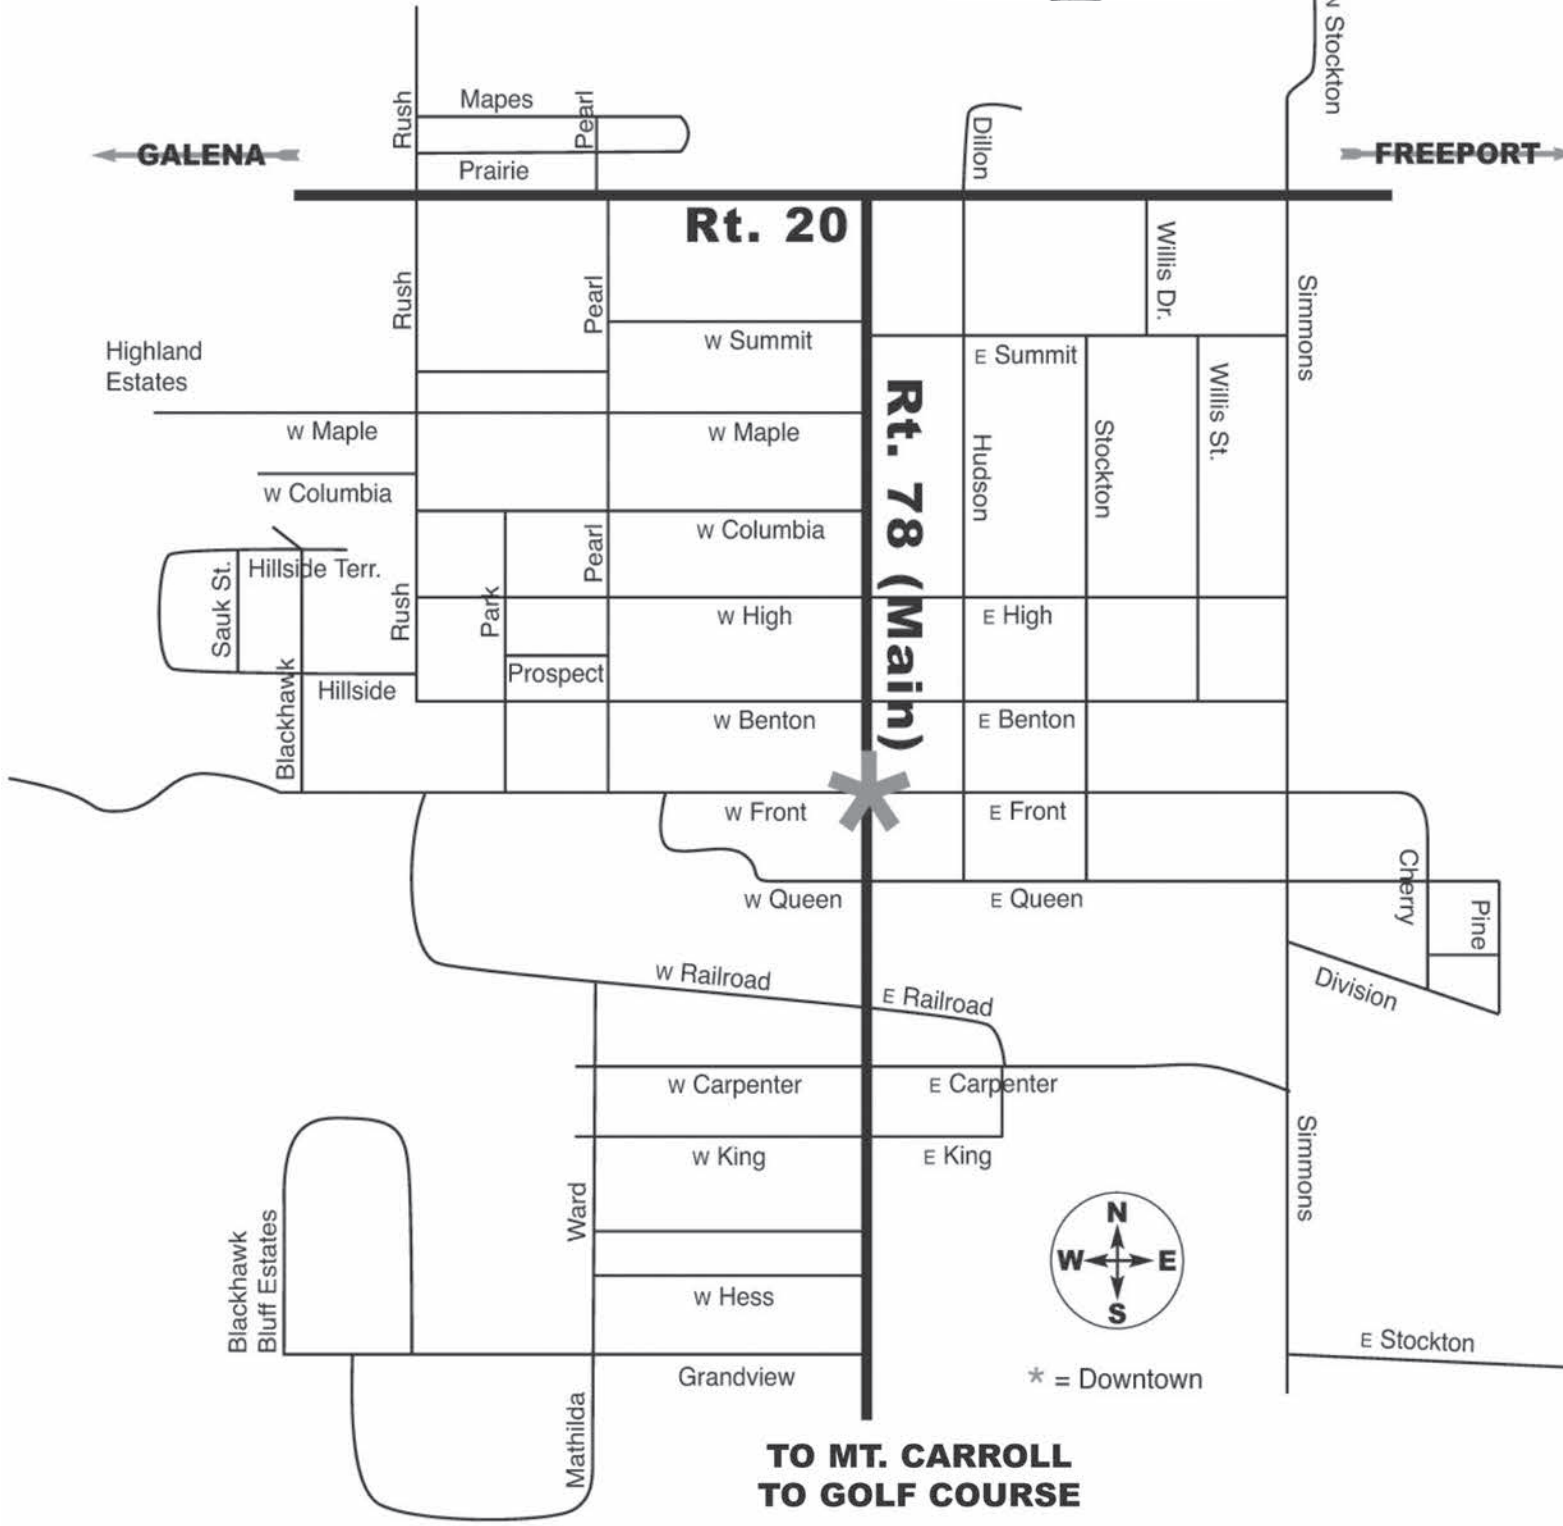 N Stockton
Mapes
Rush
Pearl
Dillon
GALENA
FREEPORT
Prairie
Rt. 20
Willis Dr.
Rush
Pearl
Simmons
W Summit
E Summit
Highland
Estates
Rt. 78 (Main)
Willis St.
W Maple
W Maple
Hudson
Stockton
W Columbia
W Columbia
Pearl
Hillside Terr.
Sauk St.
Rush
Park
W High
E High
Prospect
Hillside
Blackhawk
W Benton
E Benton
W Front
E Front
Cherry
W Queen
E Queen
Pine
W Railroad
E Railroad
Division
W Carpenter
E Carpenter
W King
E King
Simmons
Ward
N
W E
S
Blackhawk
Bluff Estates
W Hess
E Stockton
Grandview
* = Downtown
Mathilda
TO MT. CARROLL
TO GOLF COURSE